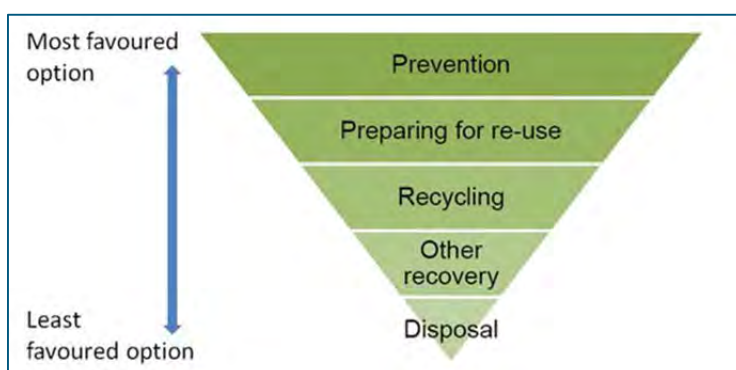 Most favoured
option
Prevention
Preparing for re-use
Recycling
Other
recovery
Disposal
Least
favoured option